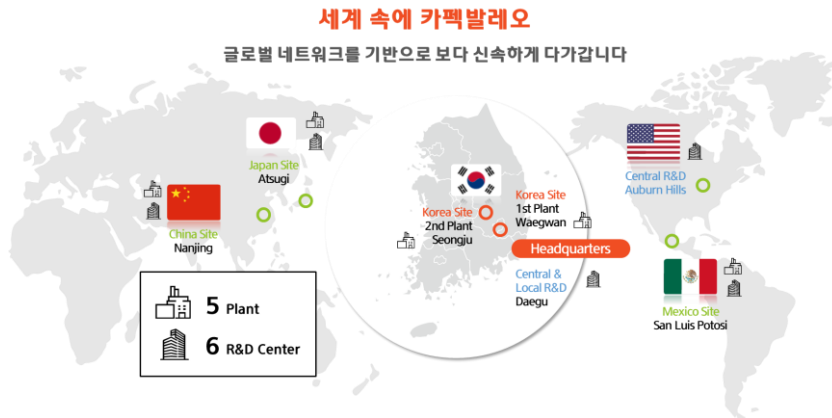 세계 속에 카펙발레오
글로벌 네트워크를 기반으로 보다 신속하게 다가갑니다
Japan Site
Atsugi
China Site
Nanjing
Korea Site
1st Plant
Waegwan
Korea Site
2nd Plant
Seongju
Headquarters
Central &
Local R&D
Daegu
Central R&D
Auburn Hills
Mexico Site
San Luis Potosi
5 Plant
6 R&D Center